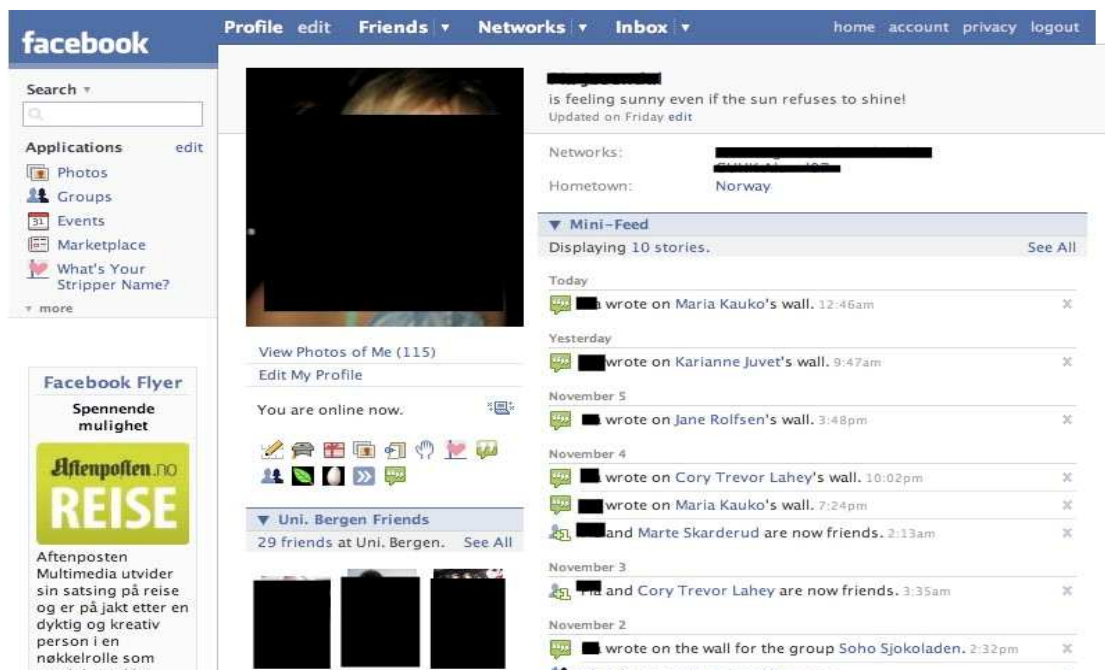 facebook
Profile edit Friends Networks Inbox home account privacy logout
Search
Applications edit
Photos
Groups
Events
Marketplace
What's Your
Stripper Name?
more
Facebook Flyer
Spennende
mulighet
Aftenposten.no
REISE
Aftenposten
Multimedia utvider
sin satsing på reise
og er på jakt etter en
dyktig og kreativ
person i en
nøkkelrolle som
View Photos of Me (115)
Edit My Profile
You are online now.
31
Uni. Bergen Friends
29 friends at Uni. Bergen. See All
is feeling sunny even if the sun refuses to shine!
Updated on Friday edit
Networks:
Hometown: Norway
Mini-Feed
Displaying 10 stories. See All
Today
wrote on Maria Kauko's wall. 12:46am
Yesterday
wrote on Karianne Juvet's wall. 9:47am
November 5
wrote on Jane Rolfsen's wall. 3:48pm
November 4
wrote on Cory Trevor Lahey's wall. 10:02pm
wrote on Maria Kauko's wall. 7:24pm
and Marte Skarderud are now friends. 2:13am
November 3
and Cory Trevor Lahey are now friends. 3:35am
November 2
wrote on the wall for the group Soho Sjokoladen. 2:32pm